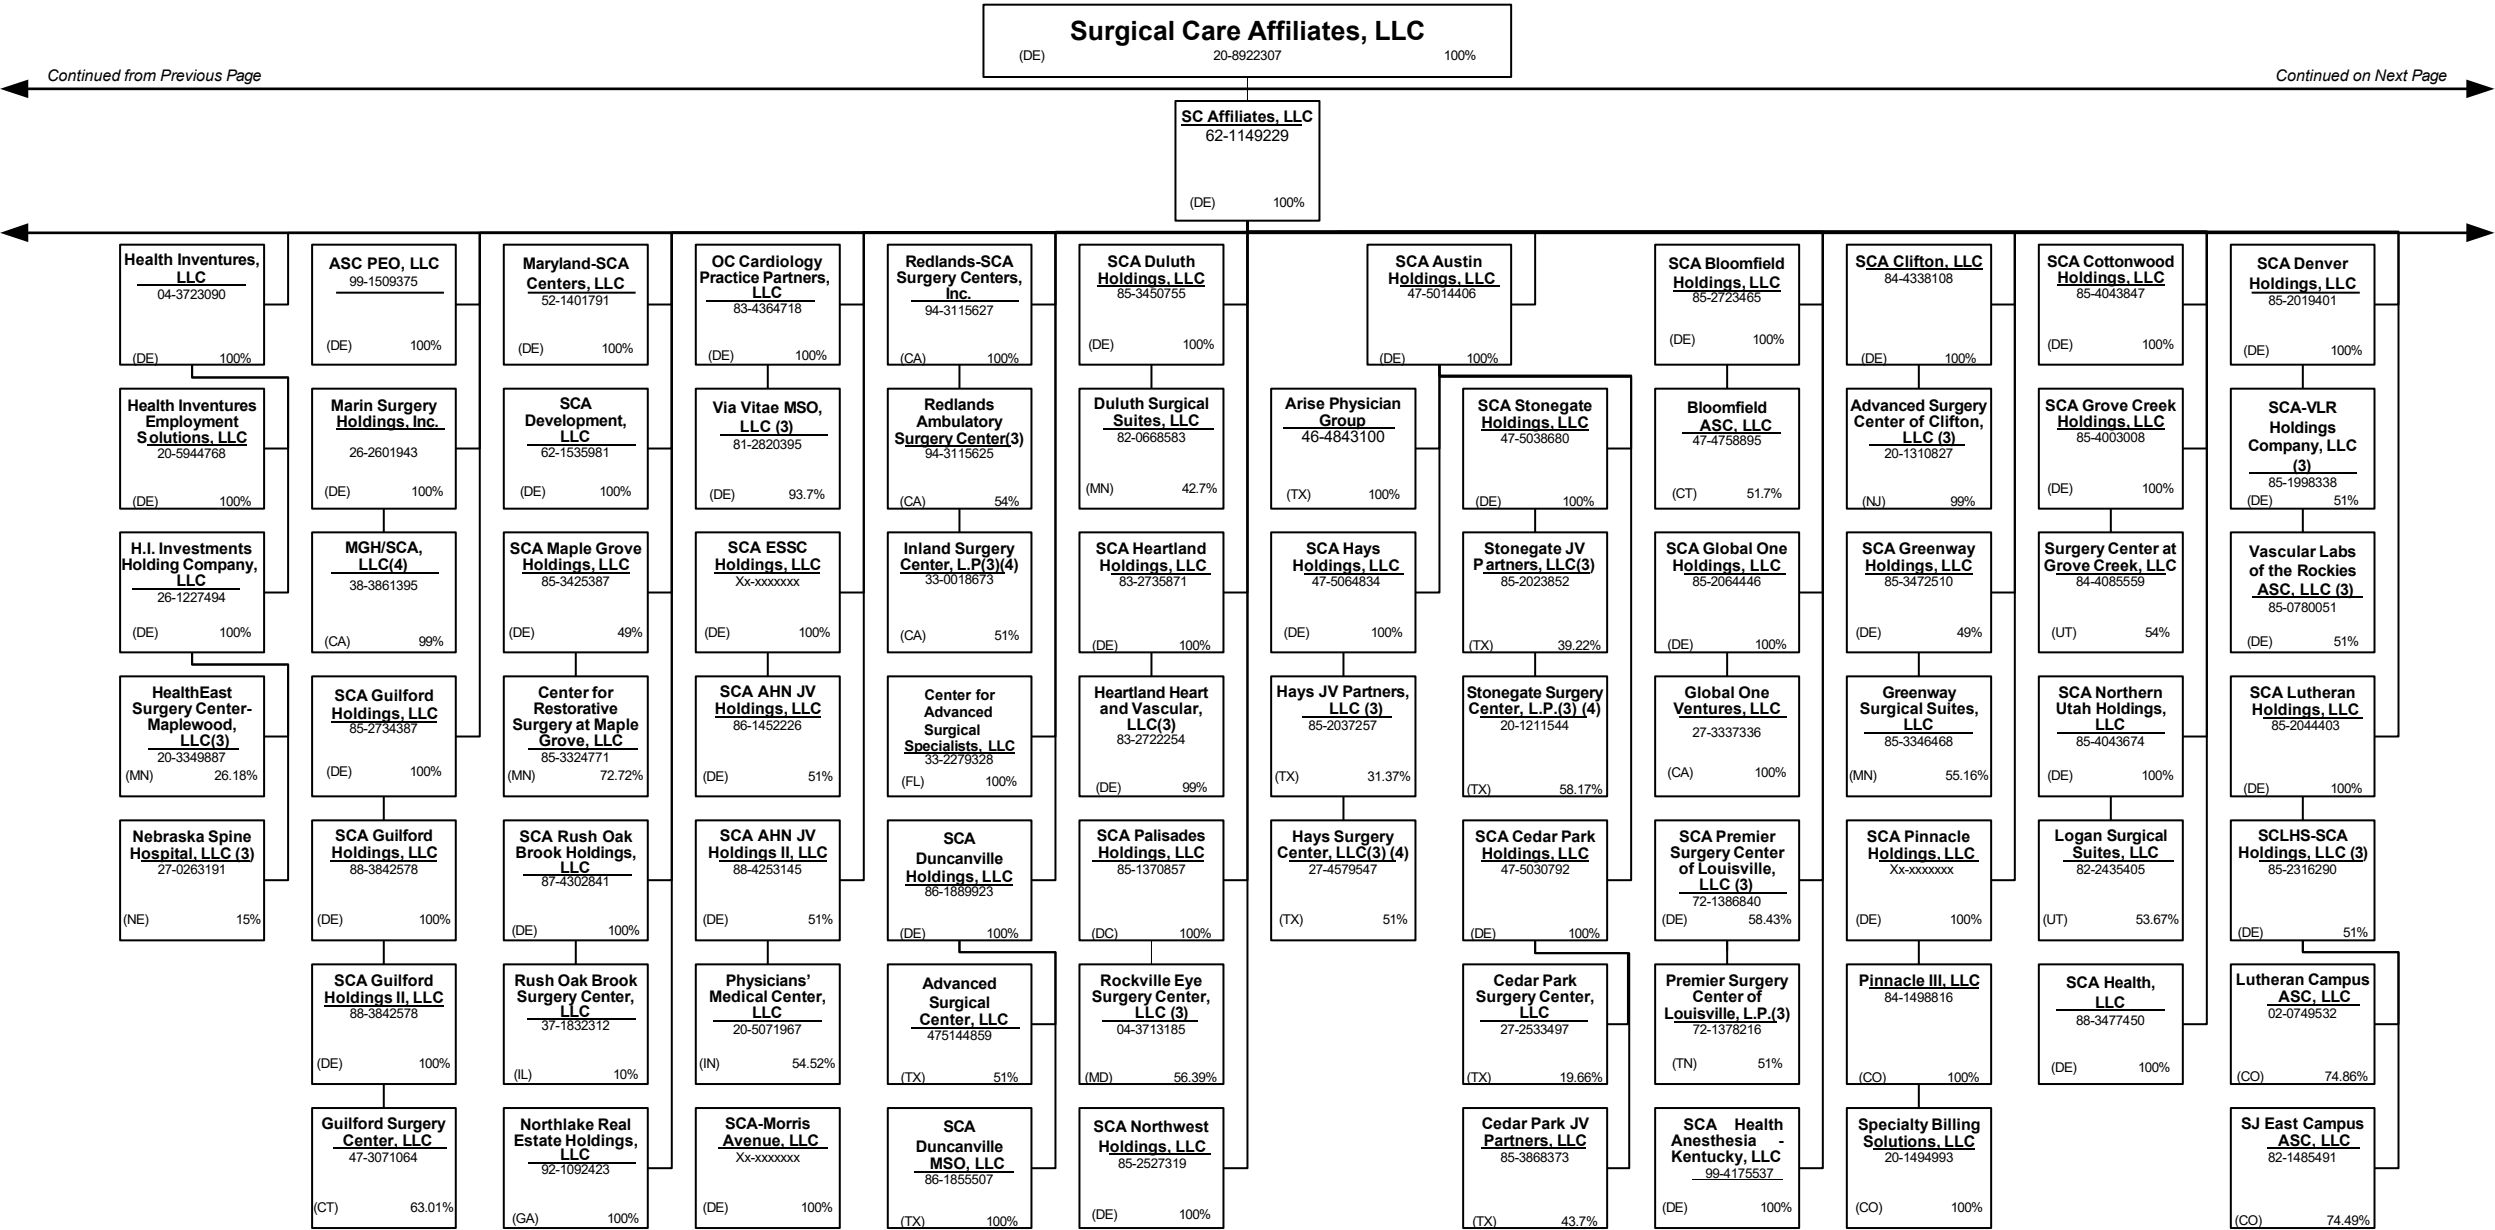 Surgical Care Affiliates, LLC
(DE) 20-8922307 100%
Continued from Previous Page
Continued on Next Page
SC Affiliates, LLC
62-1149229
(DE) 100%
Health Inventures,
LLC
04-3723090
(DE) 100%
Health Inventures
Employment
Solutions, LLC
20-5944768
(DE) 100%
H.I. Investments
Holding Company,
LLC
26-1227494
(DE) 100%
HealthEast
Surgery Center-
Maplewood,
LLC(3)
20-3349887
(MN) 26.18%
Nebraska Spine
Hospital, LLC (3)
27-0263191
(NE) 15%
ASC PEO, LLC
99-1509375
(DE) 100%
Marin Surgery
Holdings, Inc.
26-2601943
(DE) 100%
MGH/SCA,
LLC(4)
38-3861395
(CA) 99%
SCA Guilford
Holdings, LLC
85-2734387
(DE) 100%
SCA Guilford
Holdings, LLC
88-3842578
(DE) 100%
SCA Guilford
Holdings II, LLC
88-3842578
(DE) 100%
Guilford Surgery
Center, LLC
47-3071064
(CT) 63.01%
Maryland-SCA
Centers, LLC
52-1401791
(DE) 100%
SCA
Development,
LLC
62-1535981
(DE) 100%
SCA Maple Grove
Holdings, LLC
85-3425387
(DE) 49%
Center for
Restorative
Surgery at Maple
Grove, LLC
85-3324771
(MN) 72.72%
SCA Rush Oak
Brook Holdings,
LLC
87-4302841
(DE) 100%
Rush Oak Brook
Surgery Center,
LLC
37-1832312
(IL) 10%
Northlake Real
Estate Holdings,
LLC
92-1092423
(GA) 100%
OC Cardiology
Practice Partners,
LLC
83-4364718
(DE) 100%
Via Vitae MSO,
LLC (3)
81-2820395
(DE) 93.7%
SCA ESSC
Holdings, LLC
Xx-xxxxxxx
(DE) 100%
SCA AHN JV
Holdings, LLC
86-1452226
(DE) 51%
SCA AHN JV
Holdings II, LLC
88-4253145
(DE) 51%
Physicians’
Medical Center,
LLC
20-5071967
(IN) 54.52%
SCA-Morris
Avenue, LLC
Xx-xxxxxxx
(DE) 100%
Redlands-SCA
Surgery Centers,
Inc.
94-3115627
(CA) 100%
Redlands
Ambulatory
Surgery Center(3)
94-3115625
(CA) 54%
Inland Surgery
Center, L.P(3)(4)
33-0018673
(CA) 51%
Center for
Advanced
Surgical
Specialists, LLC
33-2279328
(FL) 100%
SCA
Duncanville
Holdings, LLC
86-1889923
(DE) 100%
Advanced
Surgical
Center, LLC
475144859
(TX) 51%
SCA
Duncanville
MSO, LLC
86-1855507
(TX) 100%
SCA Duluth
Holdings, LLC
85-3450755
(DE) 100%
Duluth Surgical
Suites, LLC
82-0668583
(MN) 42.7%
SCA Heartland
Holdings, LLC
83-2735871
(DE) 100%
Heartland Heart
and Vascular,
LLC(3)
83-2722254
(DE) 99%
SCA Palisades
Holdings, LLC
85-1370857
(DC) 100%
Rockville Eye
Surgery Center,
LLC (3)
04-3713185
(MD) 56.39%
SCA Northwest
Holdings, LLC
85-2527319
(DE) 100%
SCA Austin
Holdings, LLC
47-5014406
(DE) 100%
Arise Physician
Group
46-4843100
(TX) 100%
SCA Hays
Holdings, LLC
47-5064834
(DE) 100%
Hays JV Partners,
LLC (3)
85-2037257
(TX) 31.37%
Hays Surgery
Center, LLC(3) (4)
27-4579547
(TX) 51%
SCA Stonegate
Holdings, LLC
47-5038680
(DE) 100%
Stonegate JV
Partners, LLC(3)
85-2023852
(TX) 39.22%
Stonegate Surgery
Center, L.P.(3) (4)
20-1211544
(TX) 58.17%
SCA Cedar Park
Holdings, LLC
47-5030792
(DE) 100%
Cedar Park
Surgery Center,
LLC
27-2533497
(TX) 19.66%
Cedar Park JV
Partners, LLC
85-3868373
(TX) 43.7%
SCA Bloomfield
Holdings, LLC
85-2723465
(DE) 100%
Bloomfield
ASC, LLC
47-4758895
(CT) 51.7%
SCA Global One
Holdings, LLC
85-2064446
(DE) 100%
Global One
Ventures, LLC
27-3337336
(CA) 100%
SCA Premier
Surgery Center
of Louisville,
LLC (3)
72-1386840
(DE) 58.43%
Premier Surgery
Center of
Louisville, L.P.(3)
72-1378216
(TN) 51%
SCA Health
Anesthesia -
Kentucky, LLC
99-4175537
(DE) 100%
SCA Clifton, LLC
84-4338108
(DE) 100%
Advanced Surgery
Center of Clifton,
LLC (3)
20-1310827
(NJ) 99%
SCA Greenway
Holdings, LLC
85-3472510
(DE) 49%
Greenway
Surgical Suites,
LLC
85-3346468
(MN) 55.16%
SCA Pinnacle
Holdings, LLC
Xx-xxxxxxx
(DE) 100%
Pinnacle III, LLC
84-1498816
(CO) 100%
Specialty Billing
Solutions, LLC
20-1494993
(CO) 100%
SCA Cottonwood
Holdings, LLC
85-4043847
(DE) 100%
SCA Grove Creek
Holdings, LLC
85-4003008
(DE) 100%
Surgery Center at
Grove Creek, LLC
84-4085559
(UT) 54%
SCA Northern
Utah Holdings,
LLC
85-4043674
(DE) 100%
Logan Surgical
Suites, LLC
82-2435405
(UT) 53.67%
SCA Health,
LLC
88-3477450
(DE) 100%
SCA Denver
Holdings, LLC
85-2019401
(DE) 100%
SCA-VLR
Holdings
Company, LLC
(3)
85-1998338
(DE) 51%
Vascular Labs
of the Rockies
ASC, LLC (3)
85-0780051
(DE) 51%
SCA Lutheran
Holdings, LLC
85-2044403
(DE) 100%
SCLHS-SCA
Holdings, LLC (3)
85-2316290
(DE) 51%
Lutheran Campus
ASC, LLC
02-0749532
(CO) 74.86%
SJ East Campus
ASC, LLC
82-1485491
(CO) 74.49%